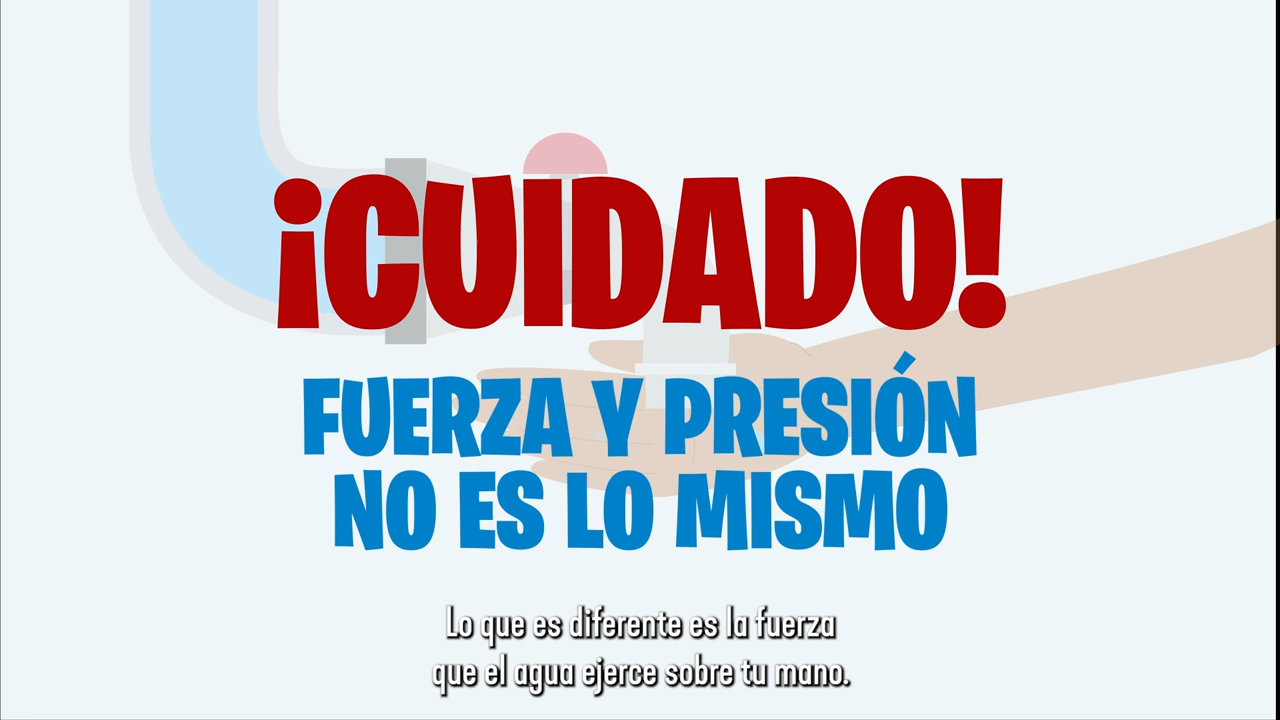 ¡CUIDADO!
FUERZA Y PRESIÓN
NO ES LO MISMO
Lo que es diferente es la fuerza
que el agua ejerce sobre tu mano.